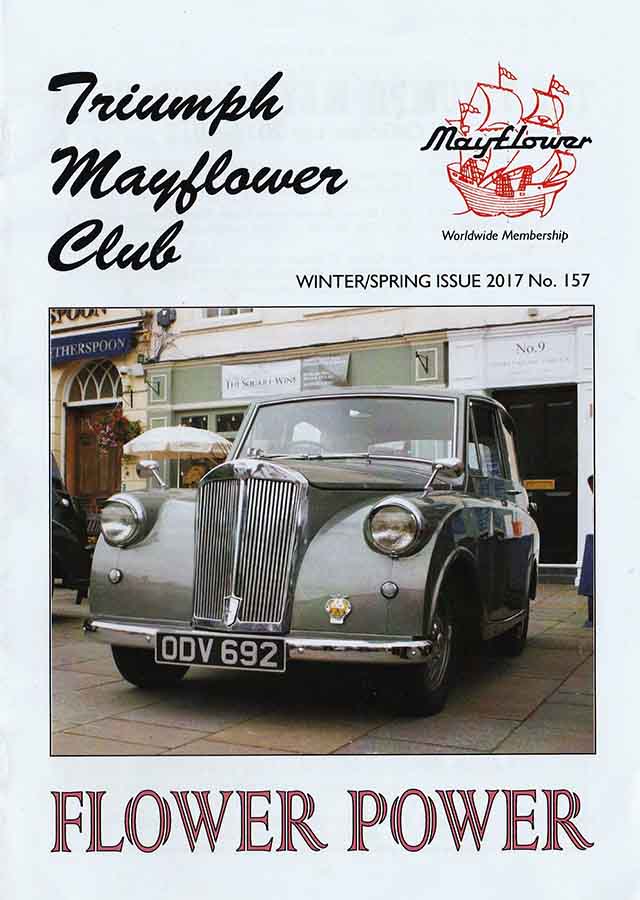 Triumph
Mayflower
Club
Mayflower
Worldwide Membership
WINTER/SPRING ISSUE 2017 No. 157
SPOON
ETHERSPOON
THE SQUARE WINE
No.9
ODV 692
FLOWER POWER